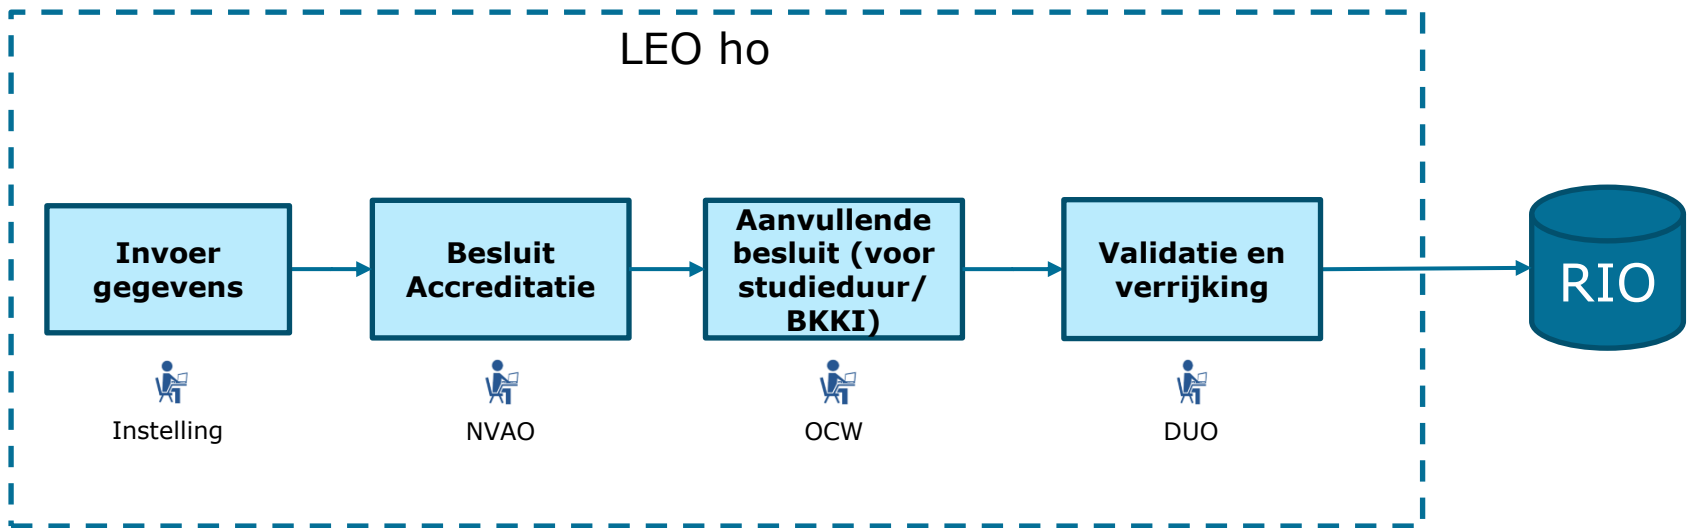 LEO ho
Invoer
gegevens
Besluit
Accreditatie
Aanvullende
besluit (voor
studieduur/
BKKI)
Validatie en
verrijking
RIO
Instelling
NVAO
OCW
DUO